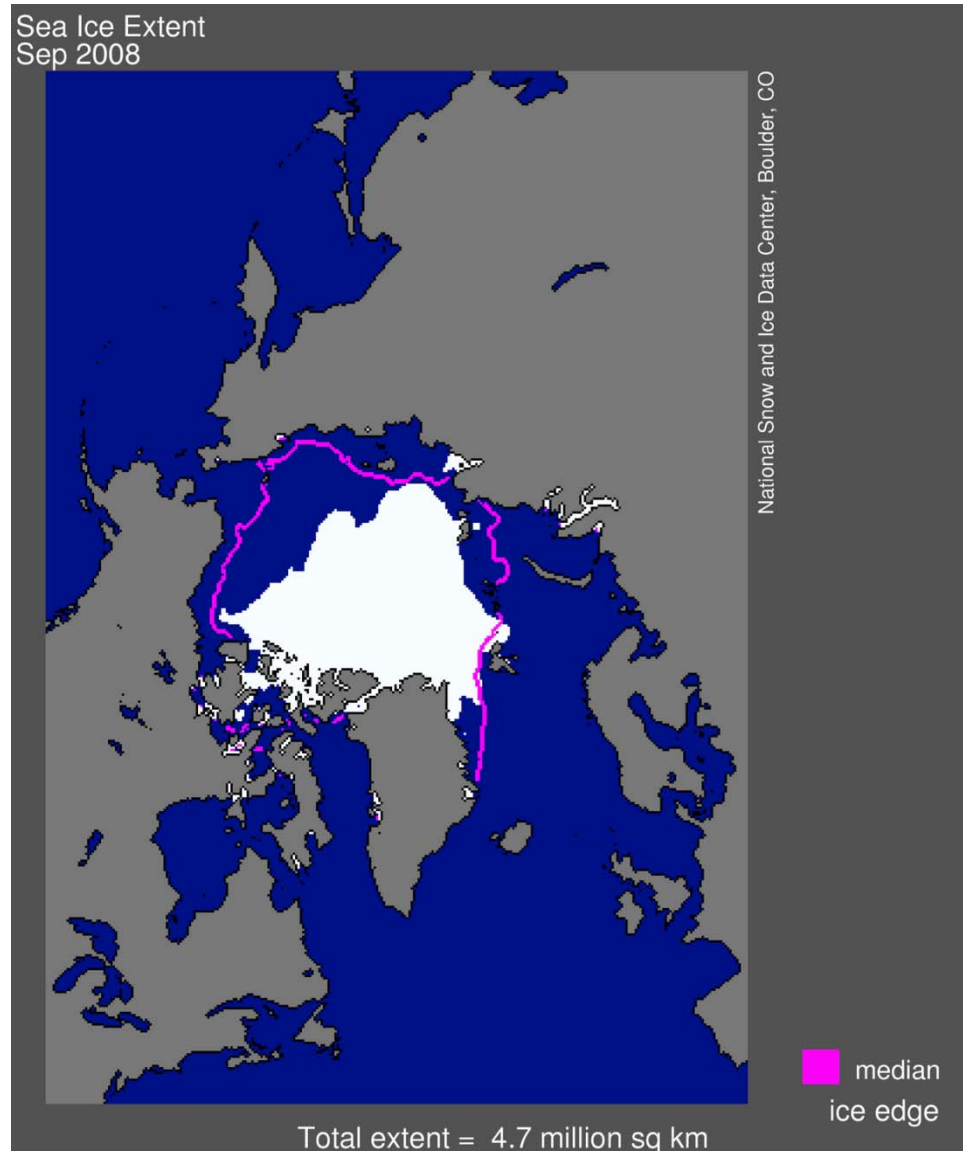 Sea Ice Extent
Sep 2008
National Snow and Ice Data Center, Boulder, CO
median
ice edge
Total extent = 4.7 million sq km